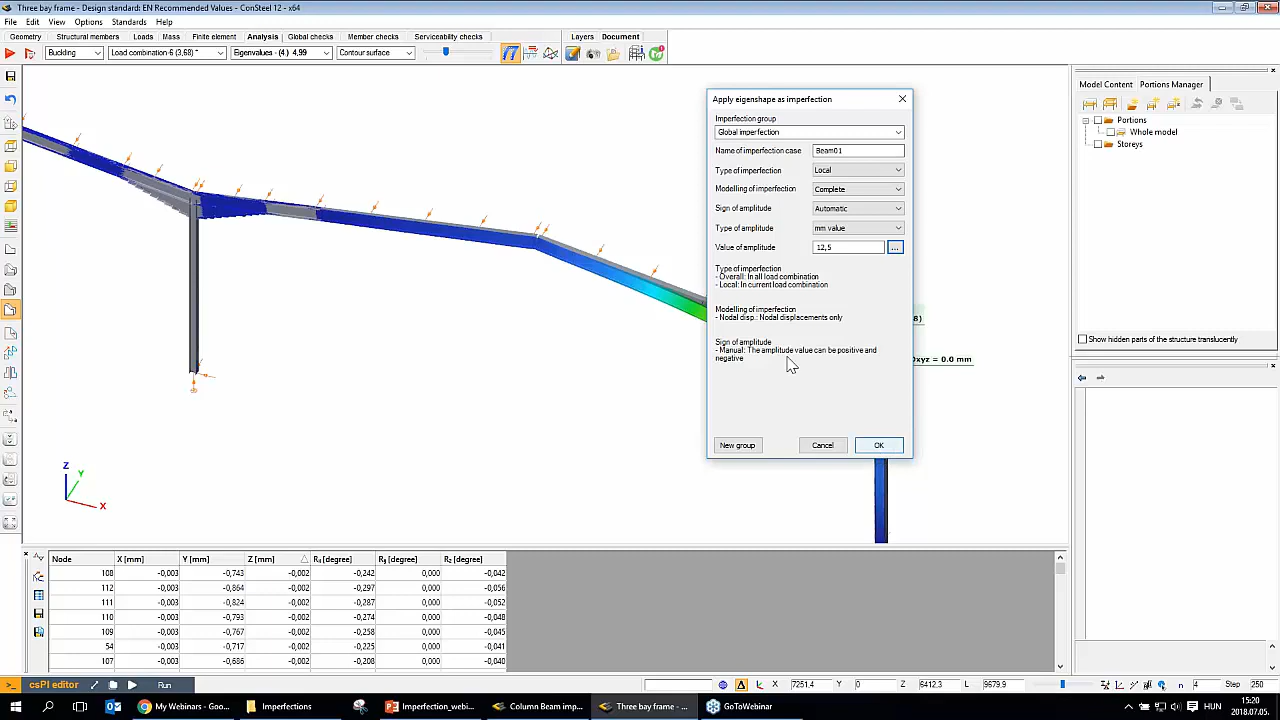 Three bay frame - Design standard: EN Recommended Values - ConSteel 12 - x64
File Edit View Options Standards Help
Geometry Structural members Loads Mass Finite element Analysis Global checks Member checks Serviceability checks Layers Document
Buckling Load combination-6 (3,68) * Eigenvalues - (4.) 4,99 Contour surface
Model Content Portions Manager
Portions
Whole model
Storeys
Show hidden parts of the structure translucently
Apply eigenshape as imperfection
Imperfection group
Global imperfection
Name of imperfection case Beam01
Type of imperfection Local
Modelling of imperfection Complete
Sign of amplitude Automatic
Type of amplitude mm value
Value of amplitude 12,5 ...
Type of imperfection
- Overall: In all load combination
- Local: In current load combination
Modelling of imperfection
- Nodal disp.: Nodal displacements only
Sign of amplitude
- Manual: The amplitude value can be positive and
negative
New group Cancel OK
8)
Dxyz = 0.0 mm
Z
Y
X
Node X [mm] Y [mm] Z [mm] Rₓ [degree] Rᵧ [degree] R_z [degree]
108 -0,003 -0,743 -0,002 -0,242 0,000 -0,042
112 -0,003 -0,864 -0,002 -0,297 0,000 -0,056
111 -0,003 -0,824 -0,002 -0,287 0,000 -0,052
110 -0,003 -0,793 -0,002 -0,274 0,000 -0,048
109 -0,003 -0,767 -0,002 -0,258 0,000 -0,045
54 -0,003 -0,717 -0,002 -0,225 0,000 -0,041
107 -0,003 -0,686 -0,002 -0,208 0,000 -0,040
>_ csPI editor Run
X 7251,4 Y 0 Z 6412.3 L 9679.9 n 4 Step 250
My Webinars - Goo... Imperfections Imperfection_webi... Column Beam imp... Three bay frame - ... GoToWebinar
15:20
2018.07.05.